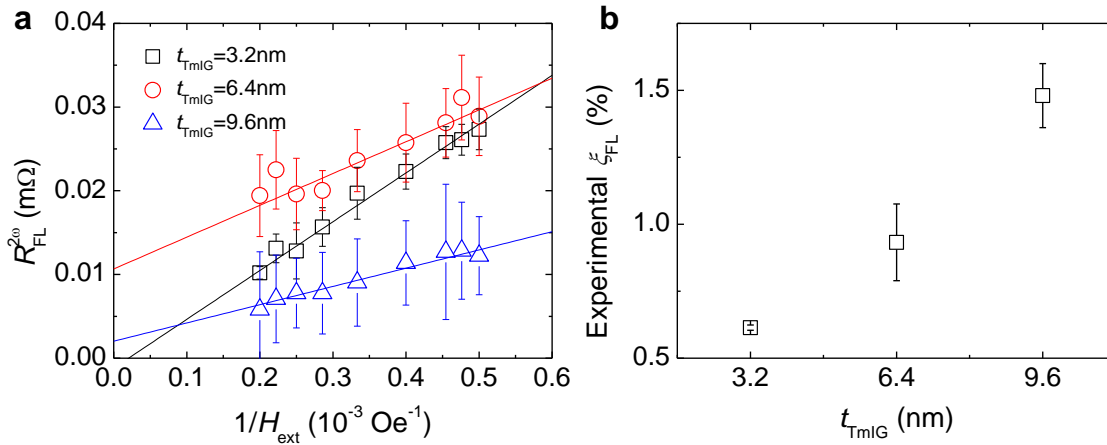 a
0.04
0.03
0.02
0.01
0.00
R_FL^2ω (mΩ)
t_TmIG=3.2nm
t_TmIG=6.4nm
t_TmIG=9.6nm
0.0 0.1 0.2 0.3 0.4 0.5 0.6
1/H_ext (10^-3 Oe^-1)
b
1.5
1.0
0.5
Experimental ξ_FL (%)
3.2 6.4 9.6
t_TmIG (nm)